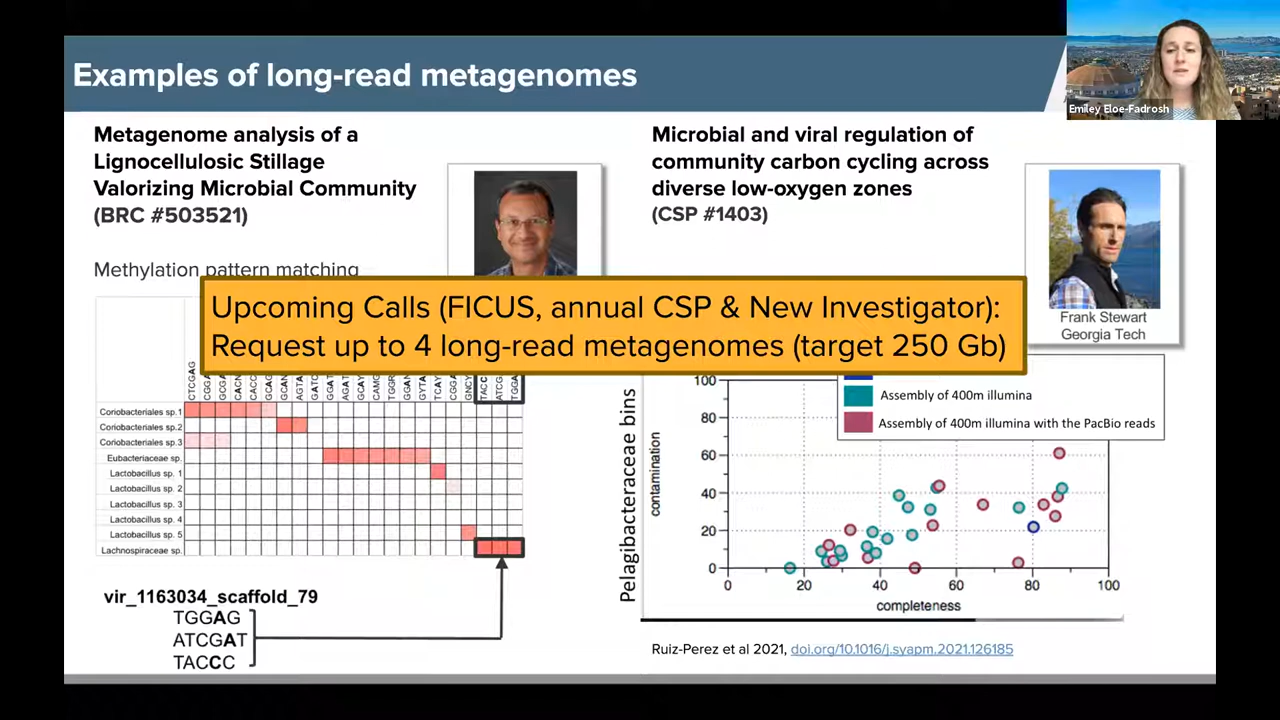 Examples of long-read metagenomes
Emiley Eloe-Fadrosh
Metagenome analysis of a
Lignocellulosic Stillage
Valorizing Microbial Community
(BRC #503521)
Methylation pattern matching
Microbial and viral regulation of
community carbon cycling across
diverse low-oxygen zones
(CSP #1403)
Frank Stewart
Georgia Tech
Upcoming Calls (FICUS, annual CSP & New Investigator):
Request up to 4 long-read metagenomes (target 250 Gb)
CTCGAG
Coriobacteriales sp.1
Coriobacteriales sp.2
Coriobacteriales sp.3
Eubacteriaceae sp.
Lactobacillus sp. 1
Lactobacillus sp. 2
Lactobacillus sp. 3
Lactobacillus sp. 4
Lactobacillus sp. 5
Lachnospiraceae sp.
vir_1163034_scaffold_79
TGGAG
ATCGAT
TACCC
Assembly of 400m illumina
Assembly of 400m illumina with the PacBio reads
Pelagibacteraceae bins
contamination
100
80
60
40
20
0
0
20
40
60
80
100
completeness
Ruiz-Perez et al 2021, doi.org/10.1016/j.syapm.2021.126185